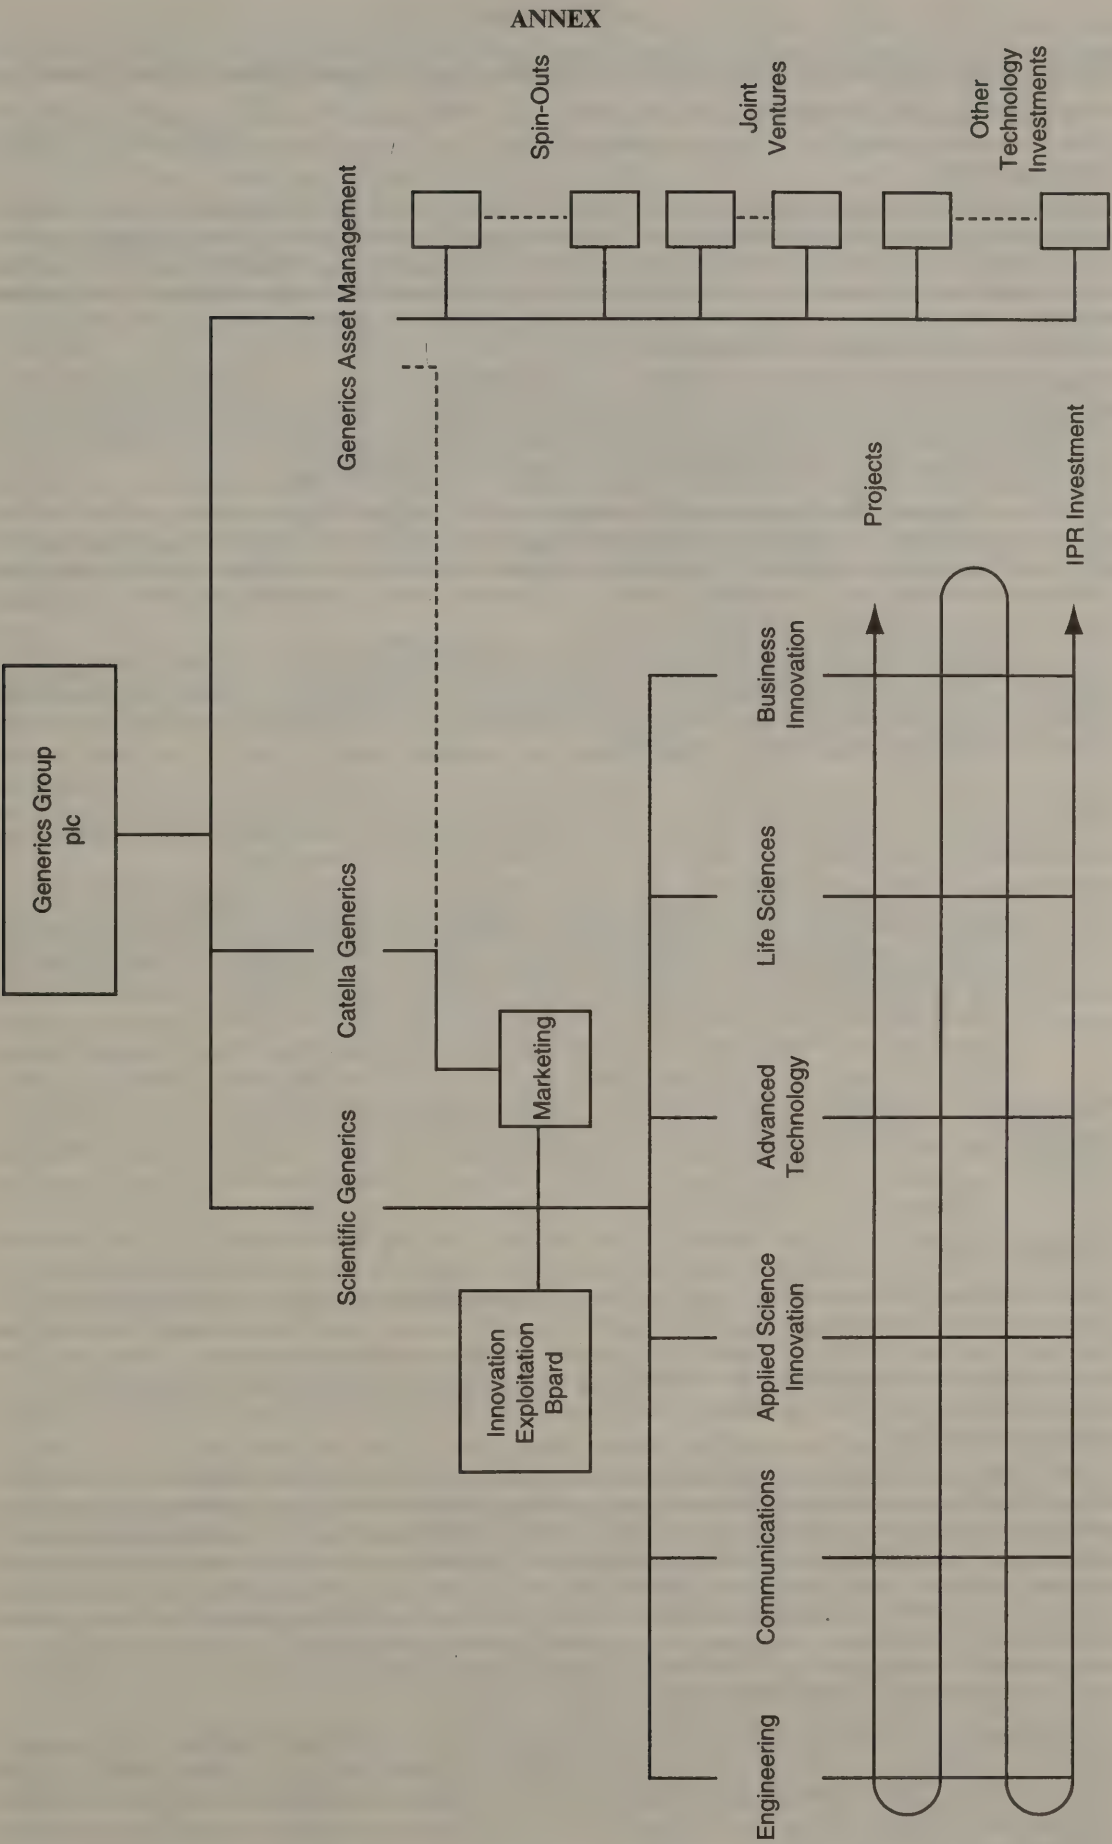 ANNEX
Generics Group
plc
Scientific Generics
Catella Generics
Generics Asset Management
Innovation
Exploitation
Bpard
Marketing
Spin-Outs
Joint
Ventures
Other
Technology
Investments
Engineering
Communications
Applied Science
Innovation
Advanced
Technology
Life Sciences
Business
Innovation
Projects
IPR Investment